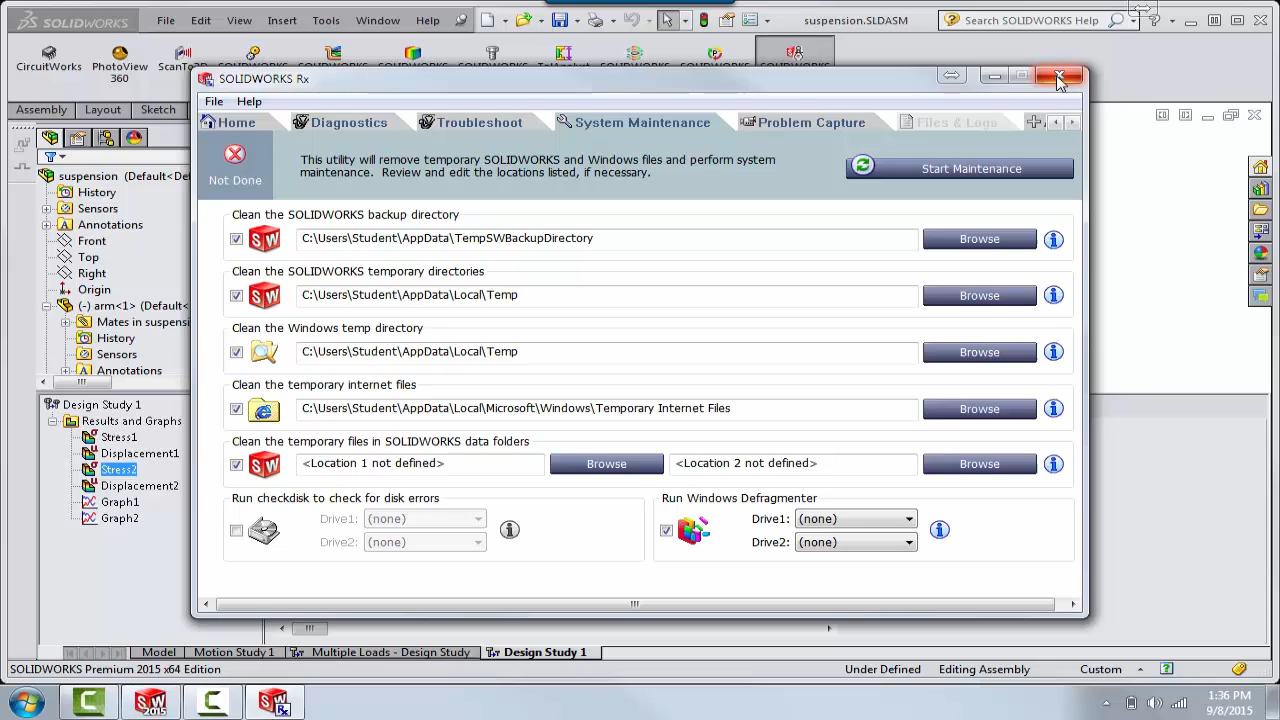 SOLIDWORKS File Edit View Insert Tools Window Help suspension.SLDASM Search SOLIDWORKS Help
CircuitWorks PhotoView 360 ScanTo3D
Assembly Layout Sketch
SOLIDWORKS Rx
File Help
Home Diagnostics Troubleshoot System Maintenance Problem Capture Files & Logs
Not Done
This utility will remove temporary SOLIDWORKS and Windows files and perform system
maintenance. Review and edit the locations listed, if necessary.
Start Maintenance
Clean the SOLIDWORKS backup directory
C:\Users\Student\AppData\TempSWBackupDirectory Browse
Clean the SOLIDWORKS temporary directories
C:\Users\Student\AppData\Local\Temp Browse
Clean the Windows temp directory
C:\Users\Student\AppData\Local\Temp Browse
Clean the temporary internet files
C:\Users\Student\AppData\Local\Microsoft\Windows\Temporary Internet Files Browse
Clean the temporary files in SOLIDWORKS data folders
<Location 1 not defined> Browse <Location 2 not defined> Browse
Run checkdisk to check for disk errors
Drive1: (none)
Drive2: (none)
Run Windows Defragmenter
Drive1: (none)
Drive2: (none)
suspension (Default<De
History
Sensors
Annotations
Front
Top
Right
Origin
(-) arm<1> (Default<
Mates in suspen
History
Sensors
Annotations
Design Study 1
Results and Graphs
Stress1
Displacement1
Stress2
Displacement2
Graph1
Graph2
Model Motion Study 1 Multiple Loads - Design Study Design Study 1
SOLIDWORKS Premium 2015 x64 Edition Under Defined Editing Assembly Custom
1:36 PM
9/8/2015